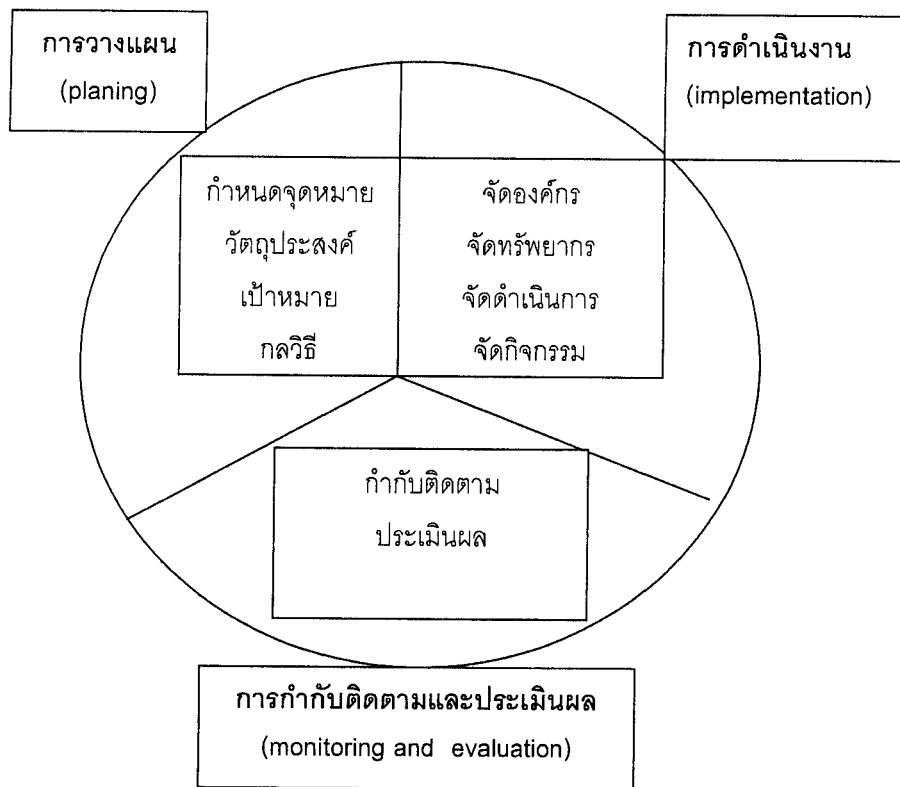 การวางแผน
(planing)
การดำเนินงาน
(implementation)
กำหนดจุดหมาย
วัตถุประสงค์
เป้าหมาย
กลวิธี
จัดองค์กร
จัดทรัพยากร
จัดดำเนินการ
จัดกิจกรรม
กำกับติดตาม
ประเมินผล
การกำกับติดตามและประเมินผล
(monitoring and evaluation)